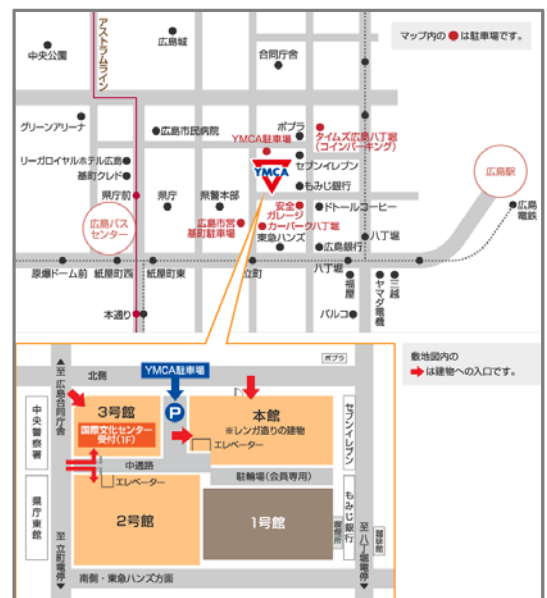 マップ内の●は駐車場です。
アストラムライン
広島城
中央公園
合同庁舎
グリーンアリーナ
広島市民病院
ポプラ
YMCA駐車場
タイムズ広島八丁堀
（コインパーキング）
リーガロイヤルホテル広島
基町クレド
セブンイレブン
YMCA
もみじ銀行
広島駅
県庁前
県庁
県警本部
安全
ガレージ
ドトールコーヒー
広島
電鉄
広島バス
センター
広島市営
基町駐車場
カーパーク八丁堀
東急ハンズ
広島銀行
八丁堀
原爆ドーム前
紙屋町西
紙屋町東
立町
八丁堀
福屋
ヤマダ電機
三越
本通り
パルコ
敷地図内の
➡は建物への入口です。
至 広島合同庁舎
北側
YMCA駐車場
ポプラ
P
中央警察署
3号館
国際文化センター
受付(1F)
本館
※レンガ造りの建物
エレベーター
セブンイレブン
中通路
エレベーター
駐輪場（会員専用）
県庁東館
2号館
1号館
喫煙所
もみじ銀行
至 立町電停
至 八丁堀電停
南側・東急ハンズ方面